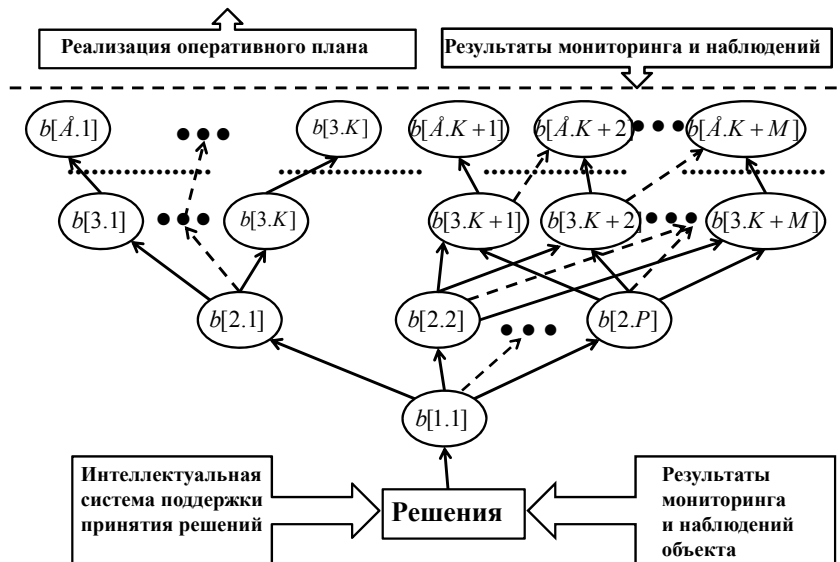 Реализация оперативного плана
Результаты мониторинга и наблюдений
b[Å.1]
b[3.K]
b[Å.K+1]
b[Å.K+2]
b[Å.K+M]
b[3.1]
b[3.K]
b[3.K+1]
b[3.K+2]
b[3.K+M]
b[2.1]
b[2.2]
b[2.P]
b[1.1]
Интеллектуальная
система поддержки
принятия решений
Решения
Результаты
мониторинга
и наблюдений
объекта